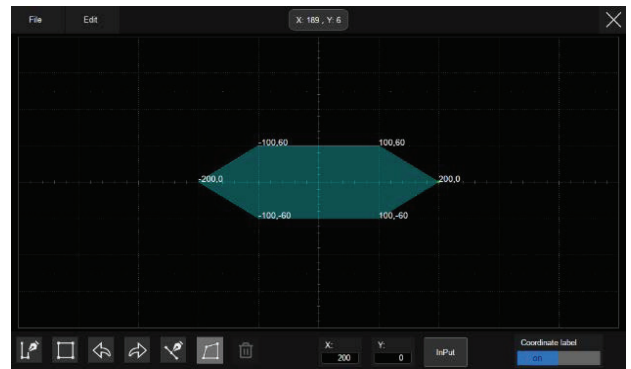 File Edit X: 189 , Y: 6
-100,60 100,60
-200,0 200,0
-100,-60 100,-60
X: Y: Coordinate label
200 0 InPut on